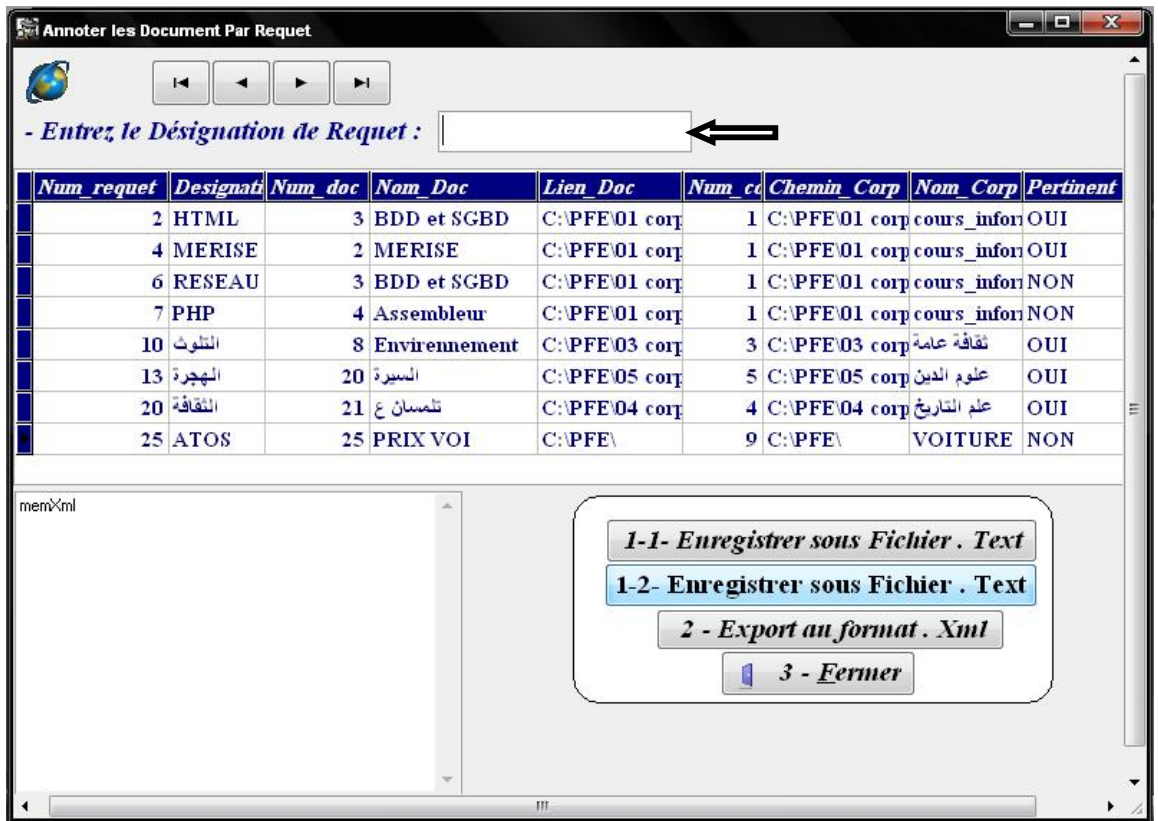 Annoter les Document Par Requet
- Entrez le Désignation de Requet :
Num_requet Designati Num_doc Nom_Doc Lien_Doc Num_co Chemin_Corp Nom_Corp Pertinent
2 HTML 3 BDD et SGBD C:\PFE\01 corp 1 C:\PFE\01 corp cours_infor OUI
4 MERISE 2 MERISE C:\PFE\01 corp 1 C:\PFE\01 corp cours_infor OUI
6 RESEAU 3 BDD et SGBD C:\PFE\01 corp 1 C:\PFE\01 corp cours_infor NON
7 PHP 4 Assembleur C:\PFE\01 corp 1 C:\PFE\01 corp cours_infor NON
10 التلوث 8 Envirennement C:\PFE\03 corp 3 C:\PFE\03 corp ثقافة عامة OUI
13 الهجرة 20 السيرة C:\PFE\05 corp 5 C:\PFE\05 corp علوم الدين OUI
20 الثقافة 21 تلمسان ع C:\PFE\04 corp 4 C:\PFE\04 corp علم التاريخ OUI
25 ATOS 25 PRIX VOI C:\PFE\ 9 C:\PFE\ VOITURE NON
memXml
1-1- Enregistrer sous Fichier . Text
1-2- Enregistrer sous Fichier . Text
2 - Export au format . Xml
3 - Fermer